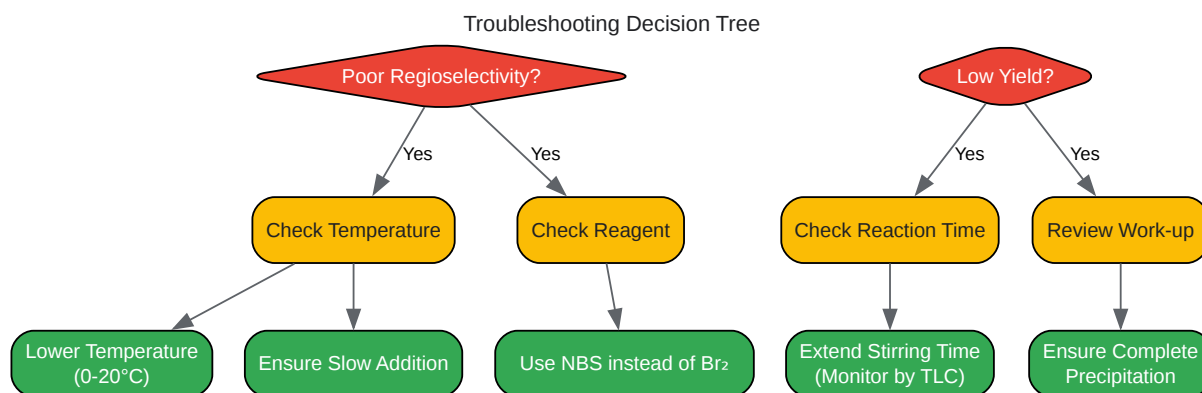 Troubleshooting Decision Tree
Poor Regioselectivity?
Low Yield?
Yes
Yes
Yes
Yes
Check Temperature
Check Reagent
Check Reaction Time
Review Work-up
Lower Temperature
(0-20°C)
Ensure Slow Addition
Use NBS instead of Br₂
Extend Stirring Time
(Monitor by TLC)
Ensure Complete
Precipitation